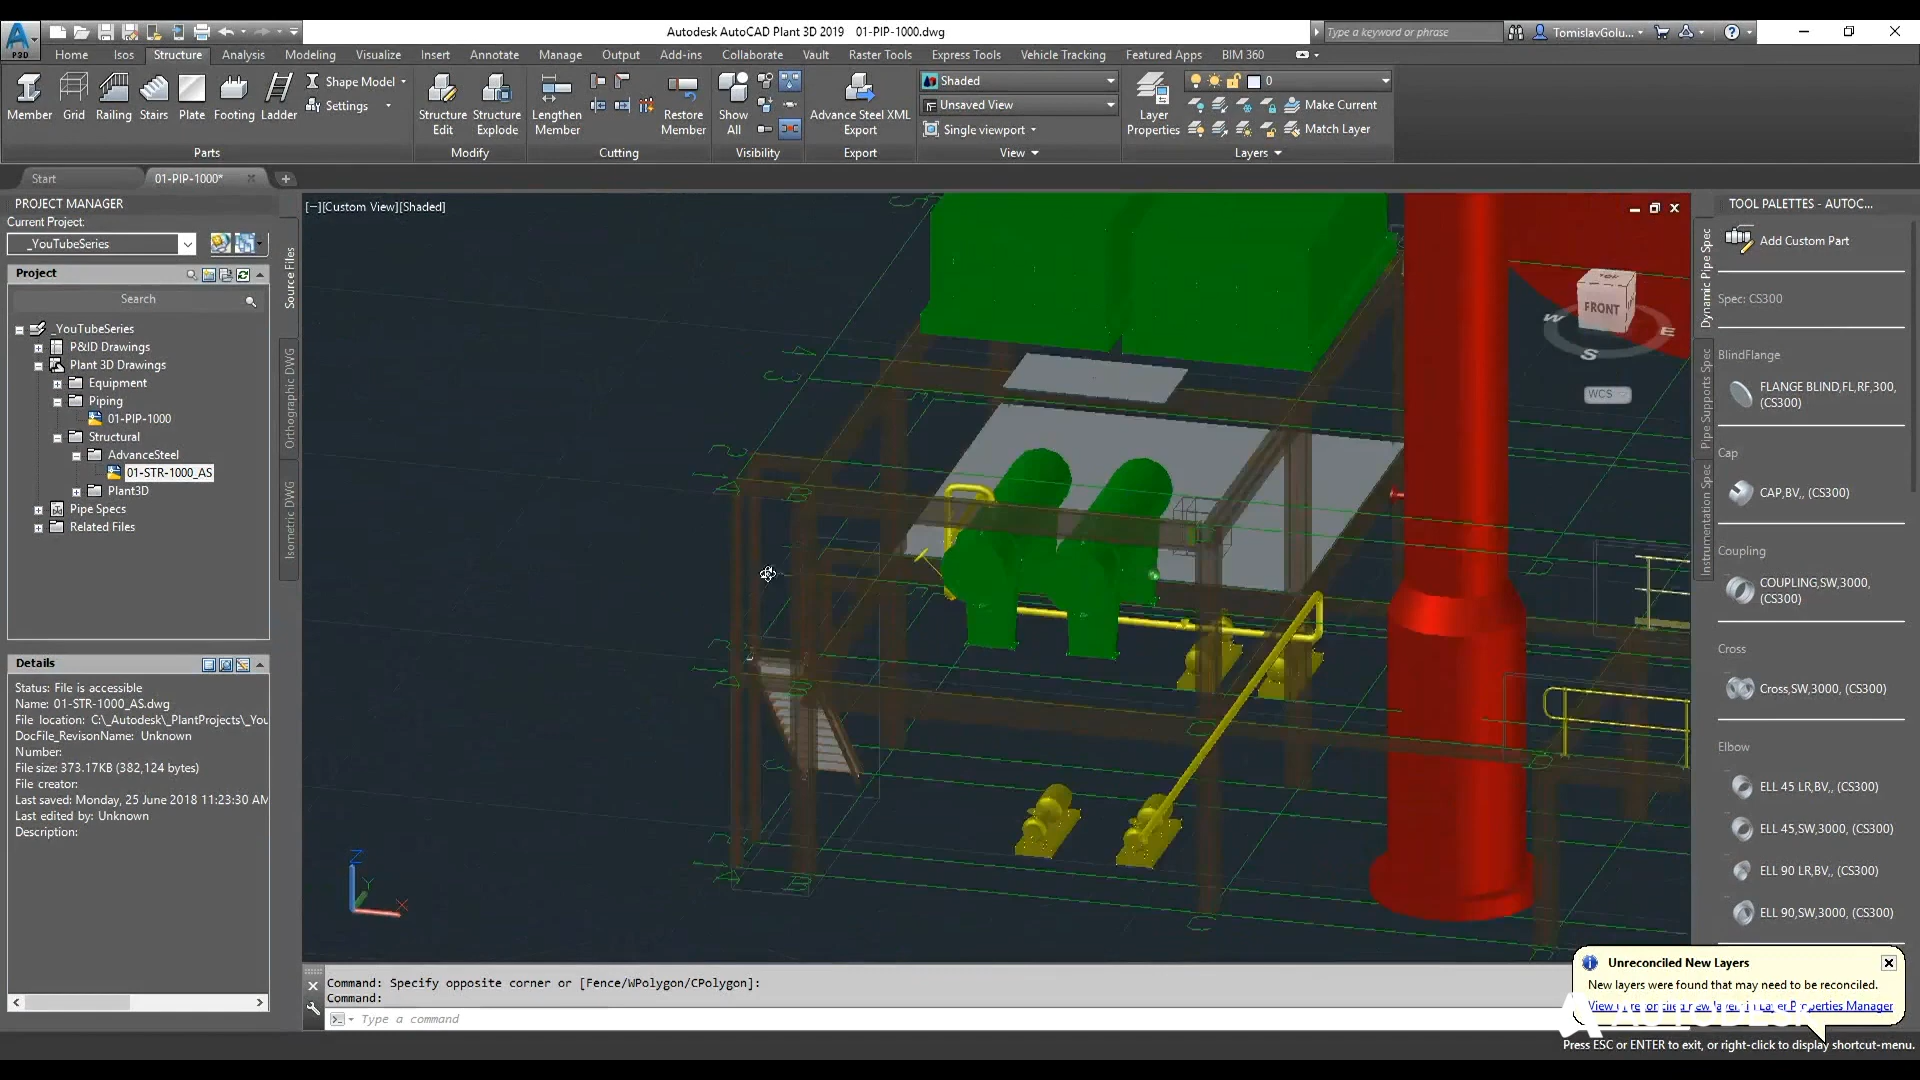 Autodesk AutoCAD Plant 3D 2019 01-PIP-1000.dwg
Type a keyword or phrase
TomislavGolu...
P3D
Home Isos Structure Analysis Modeling Visualize Insert Annotate Manage Output Add-ins Collaborate Vault Raster Tools Express Tools Vehicle Tracking Featured Apps BIM 360
Member
Grid
Railing
Stairs
Plate
Footing
Ladder
Shape Model
Settings
Parts
Structure Edit
Structure Explode
Modify
Lengthen Member
Restore Member
Cutting
Show All
Visibility
Advance Steel XML Export
Export
Shaded
Unsaved View
Single viewport
View
Layer Properties
0
Make Current
Match Layer
Layers
Start
01-PIP-1000*
PROJECT MANAGER
Current Project:
_YouTubeSeries
Project
Search
_YouTubeSeries
P&ID Drawings
Plant 3D Drawings
Equipment
Piping
01-PIP-1000
Structural
AdvanceSteel
01-STR-1000_AS
Plant3D
Pipe Specs
Related Files
Source Files
Orthographic DWG
Isometric DWG
Details
Status: File is accessible
Name: 01-STR-1000_AS.dwg
File location: C:\_Autodesk\_PlantProjects\_You
DocFile_RevisonName: Unknown
Number:
File size: 373.17KB (382,124 bytes)
File creator:
Last saved: Monday, 25 June 2018 11:23:30 AM
Last edited by: Unknown
Description:
[−][Custom View][Shaded]
TOP
FRONT
W
S
E
WCS
Z
Y
X
Command: Specify opposite corner or [Fence/WPolygon/CPolygon]:
Command:
Type a command
TOOL PALETTES - AUTOC...
Dynamic Pipe Spec
Pipe Supports Spec
Instrumentation Spec
Add Custom Part
Spec: CS300
BlindFlange
FLANGE BLIND,FL,RF,300, (CS300)
Cap
CAP,BV,, (CS300)
Coupling
COUPLING,SW,3000, (CS300)
Cross
Cross,SW,3000, (CS300)
Elbow
ELL 45 LR,BV,, (CS300)
ELL 45,SW,3000, (CS300)
ELL 90 LR,BV,, (CS300)
ELL 90,SW,3000, (CS300)
Unreconciled New Layers
New layers were found that may need to be reconciled.
View unreconciled new layers in Layer Properties Manager
Press ESC or ENTER to exit, or right-click to display shortcut-menu.